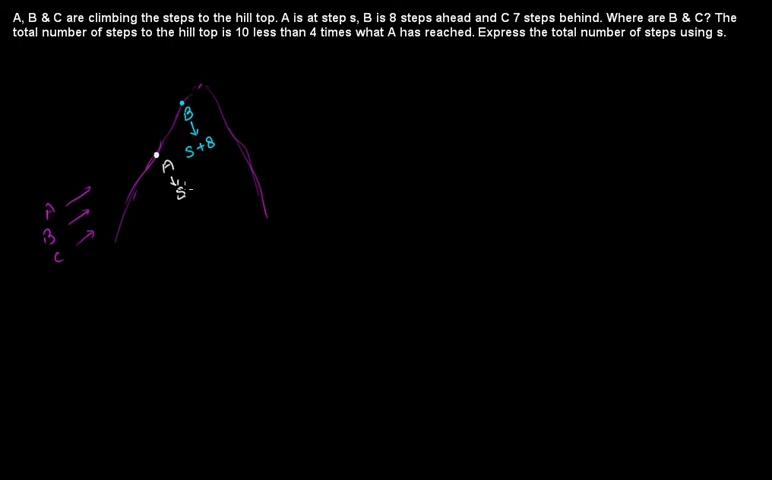 A, B & C are climbing the steps to the hill top. A is at step s, B is 8 steps ahead and C 7 steps behind. Where are B & C? The
total number of steps to the hill top is 10 less than 4 times what A has reached. Express the total number of steps using s.
B
s+8
A
s
A
B
C